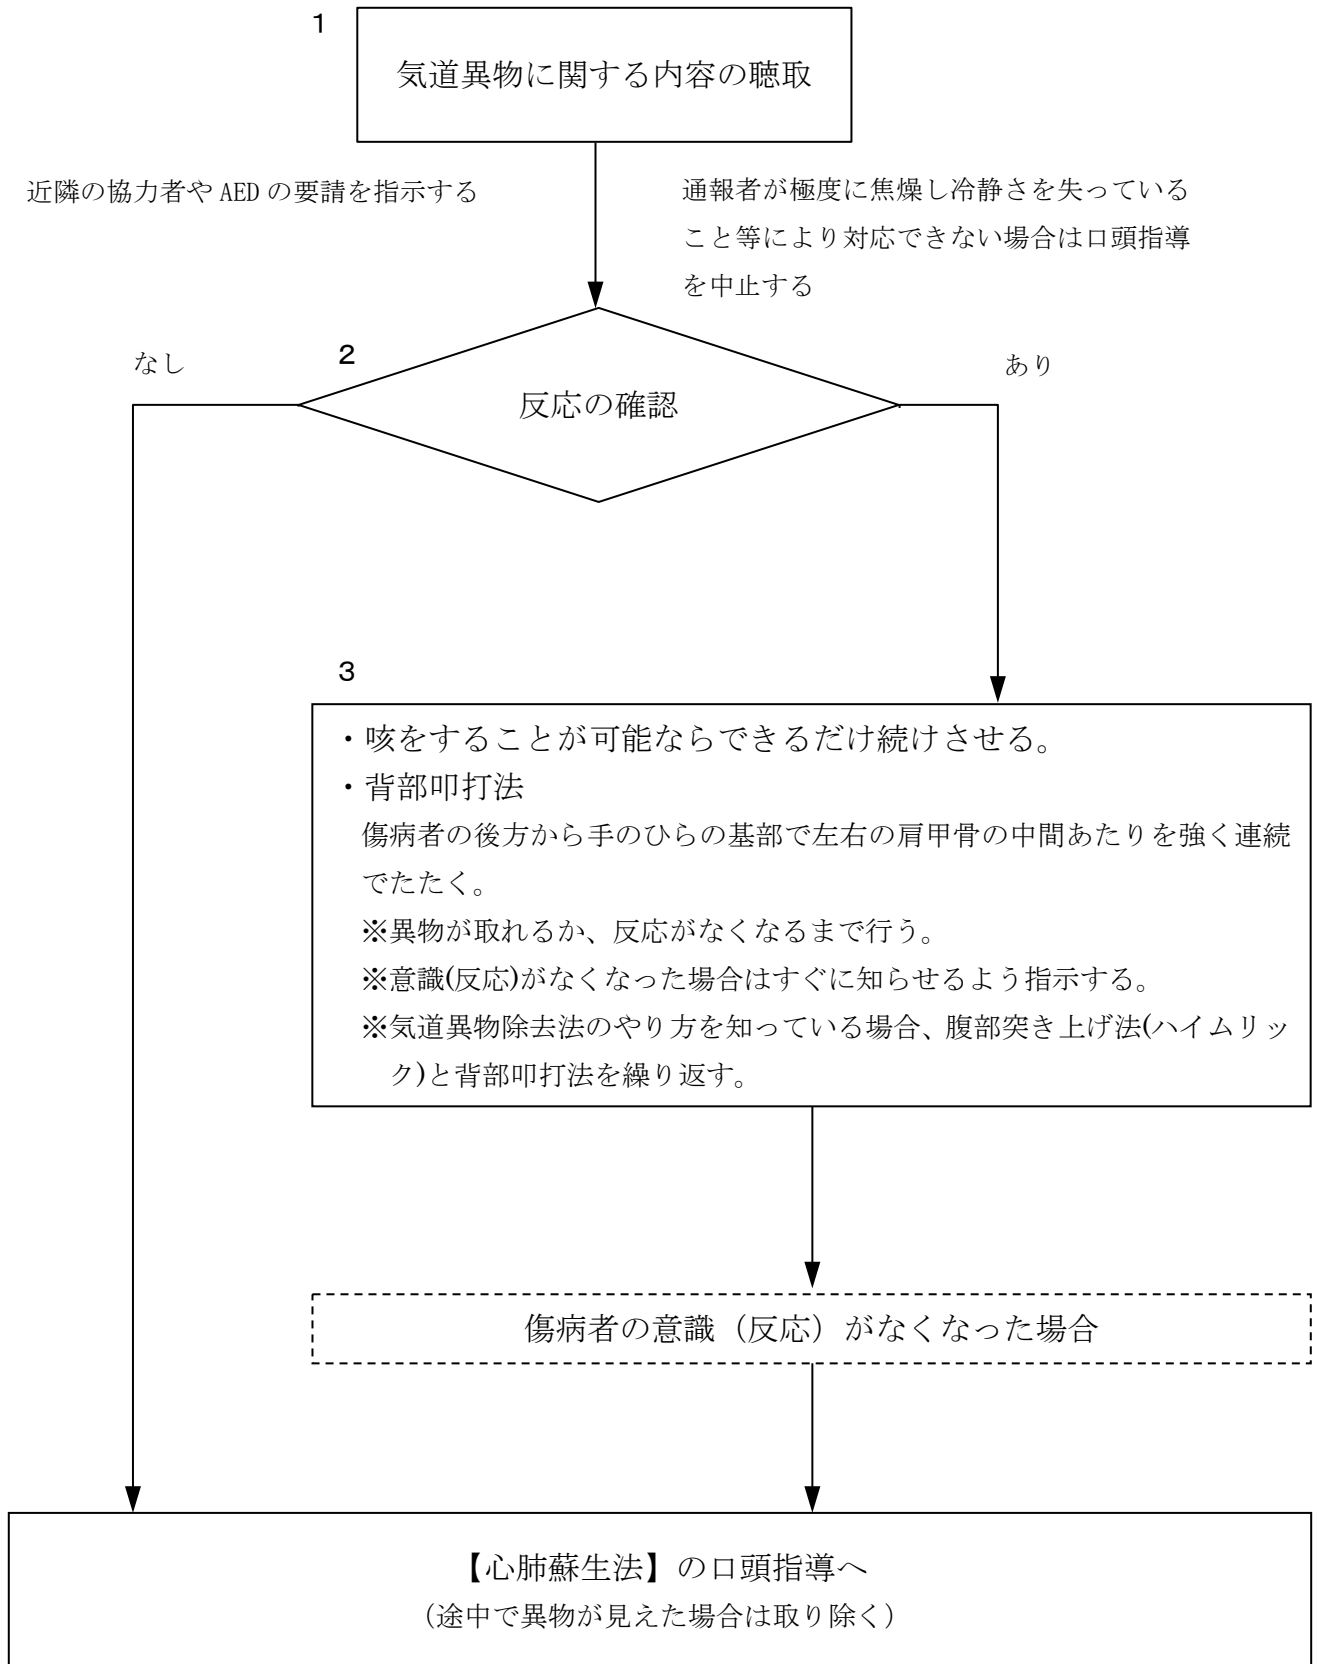 1
気道異物に関する内容の聴取
近隣の協力者や AED の要請を指示する
通報者が極度に焦燥し冷静さを失っている
こと等により対応できない場合は口頭指導
を中止する
なし
2
あり
反応の確認
3
・咳をすることが可能ならできるだけ続けさせる。
・背部叩打法
傷病者の後方から手のひらの基部で左右の肩甲骨の中間あたりを強く連続
でたたく。
※異物が取れるか、反応がなくなるまで行う。
※意識(反応)がなくなった場合はすぐに知らせるよう指示する。
※気道異物除去法のやり方を知っている場合、腹部突き上げ法(ハイムリッ
ク)と背部叩打法を繰り返す。
傷病者の意識（反応）がなくなった場合
【心肺蘇生法】の口頭指導へ
（途中で異物が見えた場合は取り除く）